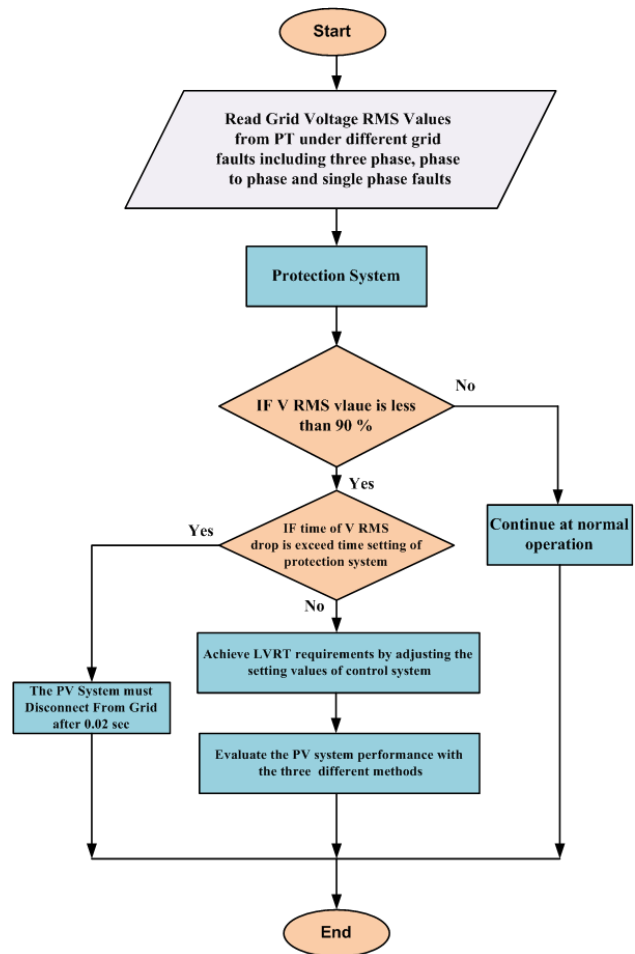 Start
Read Grid Voltage RMS Values
from PT under different grid
faults including three phase, phase
to phase and single phase faults
Protection System
No
IF V RMS vlaue is less
than 90 %
Yes
Yes
IF time of V RMS
drop is exceed time setting of
protection system
Continue at normal
operation
No
Achieve LVRT requirements by adjusting the
setting values of control system
The PV System must
Disconnect From Grid
after 0.02 sec
Evaluate the PV system performance with
the three different methods
End